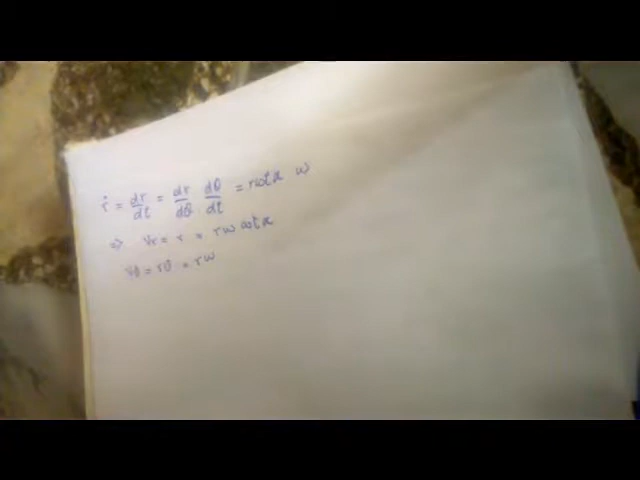 ṙ = dr/dt = dr/dθ · dθ/dt = r cot α ω
⇒ vr = ṙ = rω cot α
vθ = rθ̇ = rω